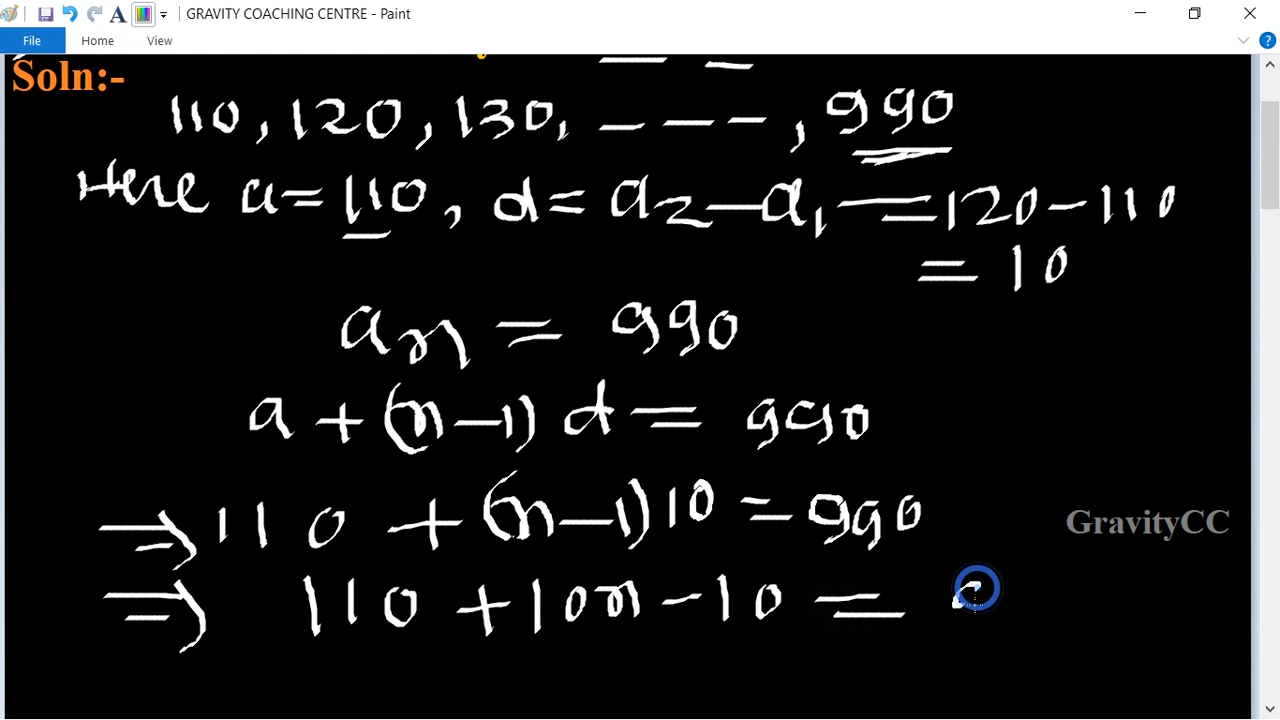 GRAVITY COACHING CENTRE - Paint
File Home View
Soln:-
110, 120, 130, - - - , 990
Here a = 110, d = a2 - a1 = 120 - 110
= 10
an = 990
a + (n-1) d = 990
⇒ 110 + (n-1) 10 = 990
GravityCC
⇒ 110 + 10n - 10 =